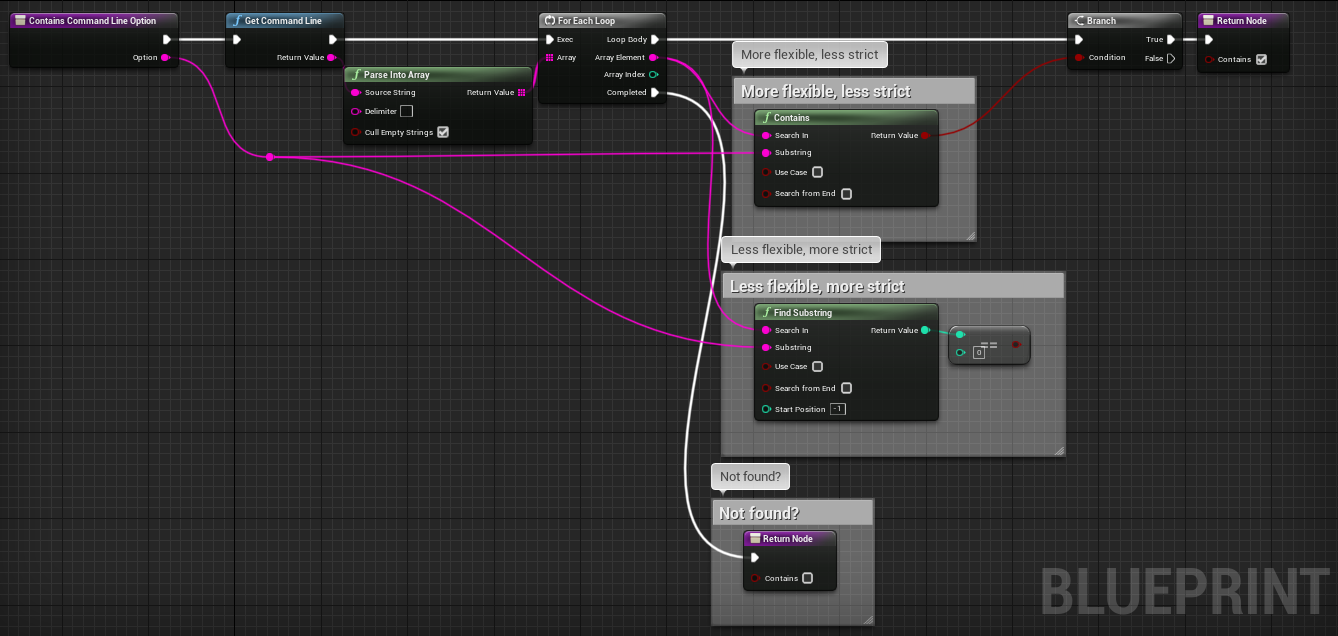 Contains Command Line Option
Option
f Get Command Line
Return Value
f Parse Into Array
Source String
Return Value
Delimiter
Cull Empty Strings
For Each Loop
Exec
Loop Body
Array
Array Element
Array Index
Completed
More flexible, less strict
More flexible, less strict
f Contains
Search In
Return Value
Substring
Use Case
Search from End
Less flexible, more strict
Less flexible, more strict
f Find Substring
Search In
Return Value
Substring
Use Case
Search from End
Start Position -1
==
0
Not found?
Not found?
Return Node
Contains
Branch
True
Condition
False
Return Node
Contains
BLUEPRINT